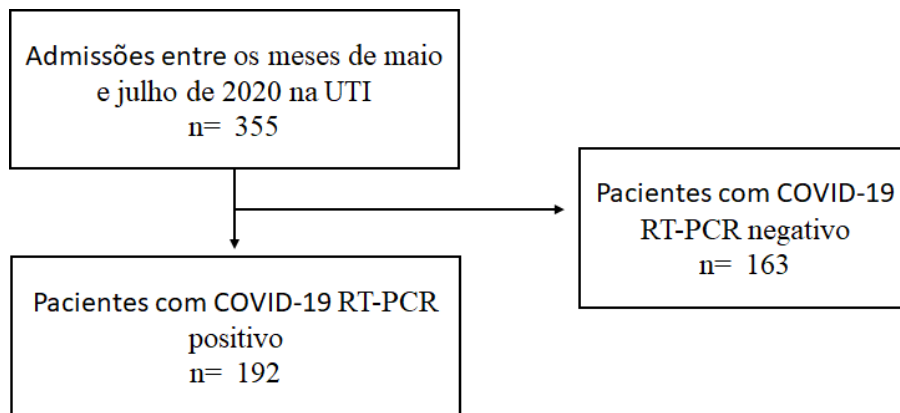 Admissões entre os meses de maio
e julho de 2020 na UTI
n= 355
Pacientes com COVID-19
RT-PCR negativo
n= 163
Pacientes com COVID-19 RT-PCR
positivo
n= 192